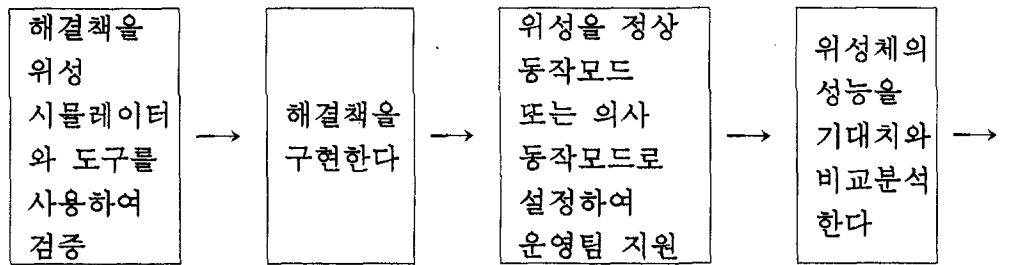 해결책을
위성
시뮬레이터
와 도구를
사용하여
검증
→
해결책을
구현한다
→
위성을 정상
동작모드
또는 의사
동작모드로
설정하여
운영팀 지원
→
위성체의
성능을
기대치와
비교분석
한다
→